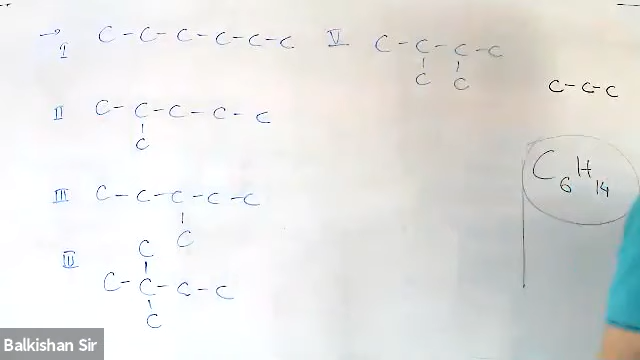 → I C - C - C - C - C - C
V C - C - C - C
C C
C - C - C
II C - C - C - C - C
C
C6H14
III C - C - C - C - C
C
C
IV C - C - C - C
C
Balkishan Sir